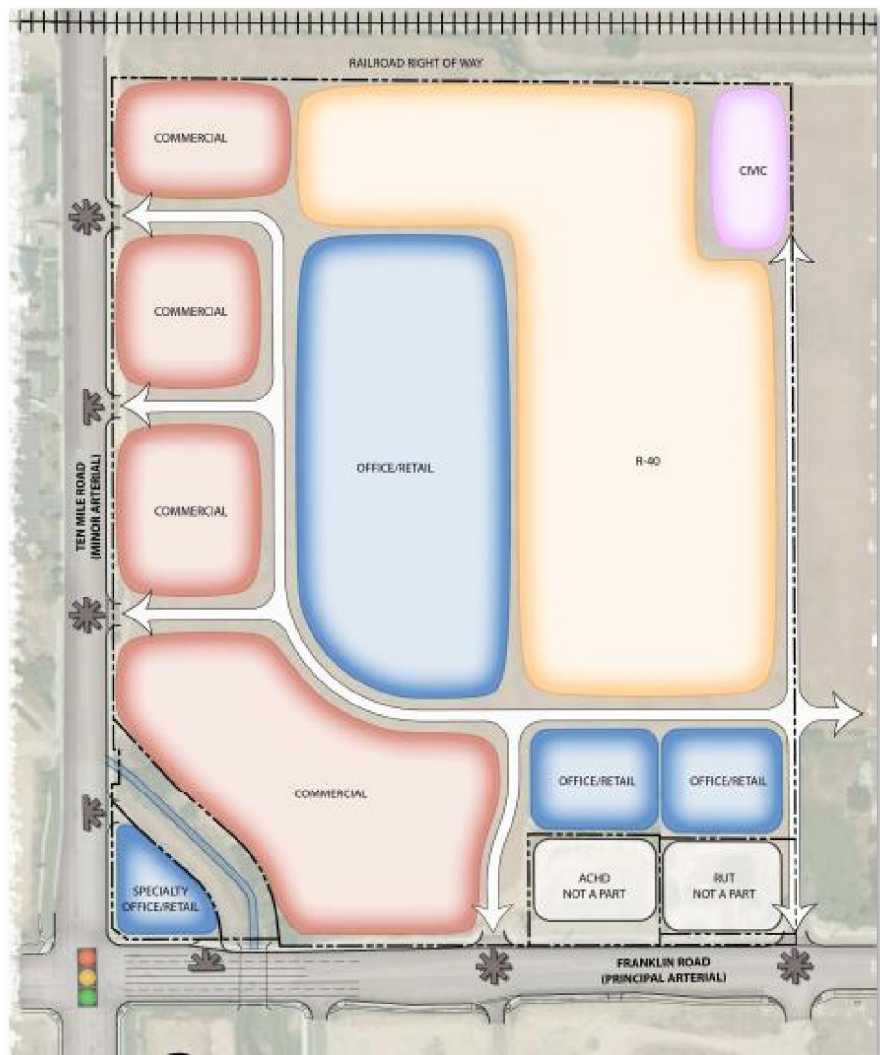 RAILROAD RIGHT OF WAY
COMMERCIAL
CIVIC
COMMERCIAL
OFFICE/RETAIL
R-40
TEN MILE ROAD
(MINOR ARTERIAL)
COMMERCIAL
COMMERCIAL
OFFICE/RETAIL
OFFICE/RETAIL
SPECIALTY
OFFICE/RETAIL
ACHD
NOT A PART
RUT
NOT A PART
FRANKLIN ROAD
(PRINCIPAL ARTERIAL)